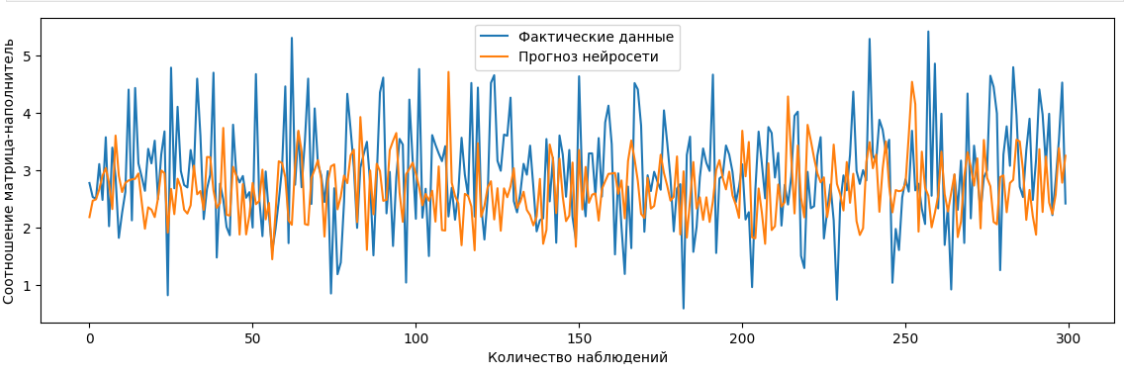 Соотношение матрица-наполнитель
5
4
3
2
1
Фактические данные
Прогноз нейросети
0 50 100 150 200 250 300
Количество наблюдений